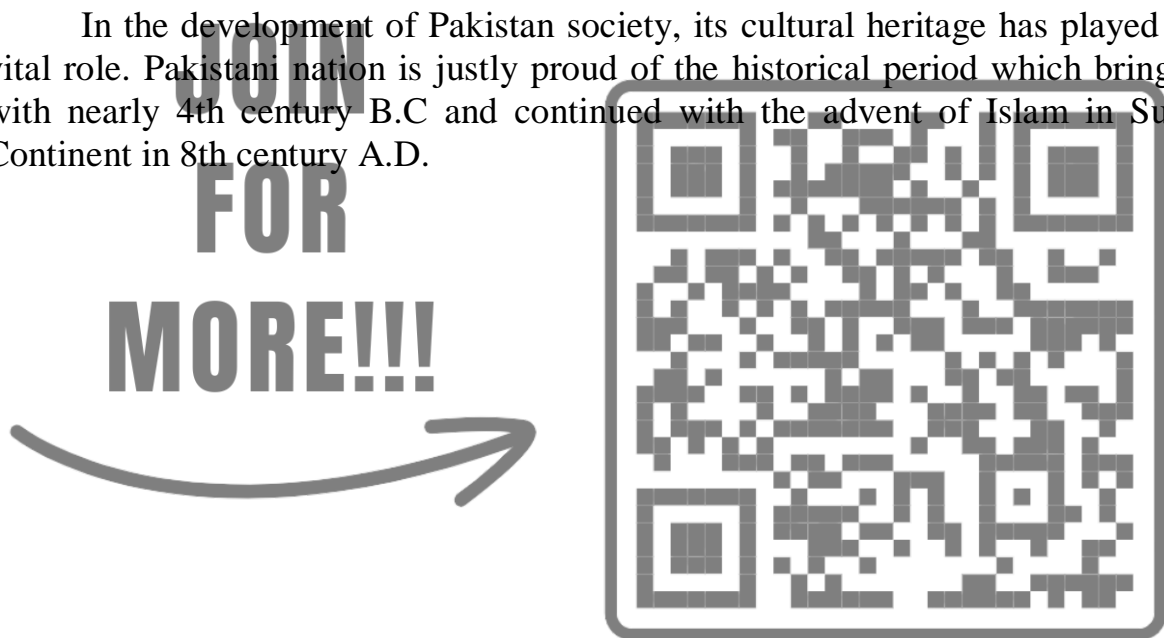 In the development of Pakistan society, its cultural heritage has played
vital role. Pakistani nation is justly proud of the historical period which bring
with nearly 4th century B.C and continued with the advent of Islam in Su
Continent in 8th century A.D.
JOIN
FOR
MORE!!!